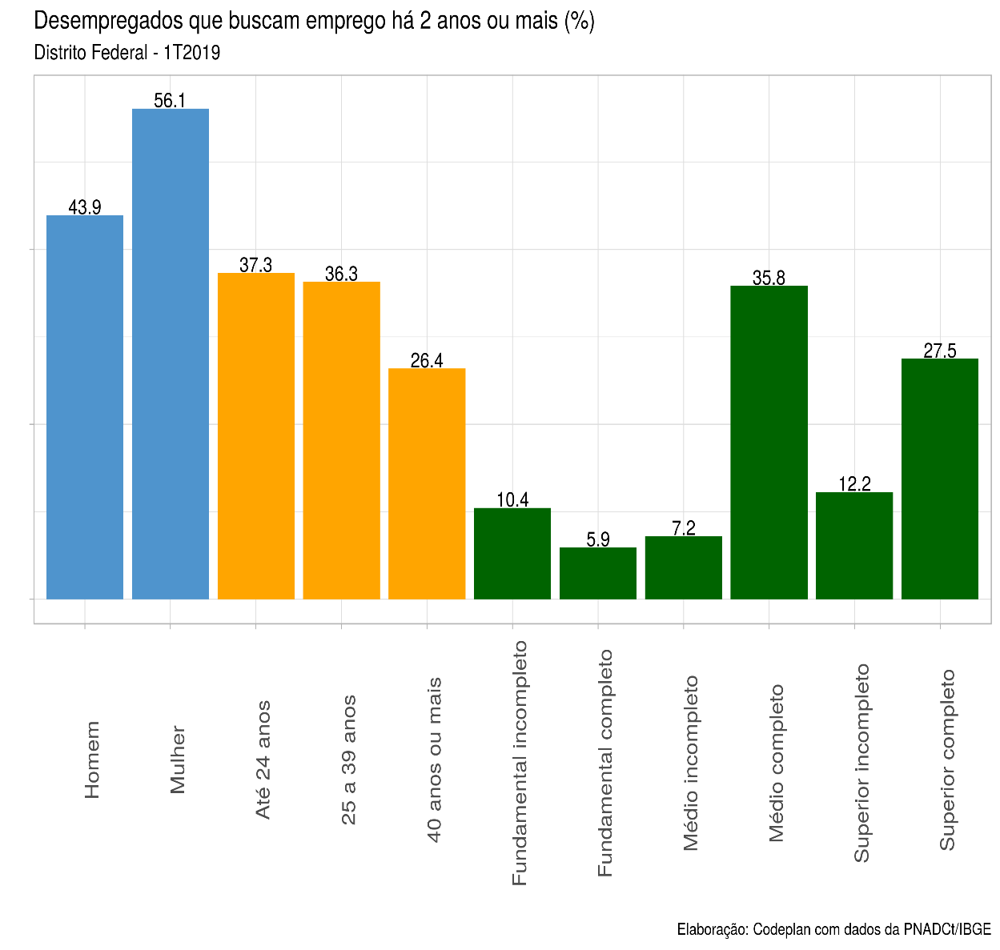 Desempregados que buscam emprego há 2 anos ou mais (%)
Distrito Federal - 1T2019
43.9
56.1
37.3
36.3
26.4
10.4
5.9
7.2
35.8
12.2
27.5
Homem
Mulher
Até 24 anos
25 a 39 anos
40 anos ou mais
Fundamental incompleto
Fundamental completo
Médio incompleto
Médio completo
Superior incompleto
Superior completo
Elaboração: Codeplan com dados da PNADCt/IBGE